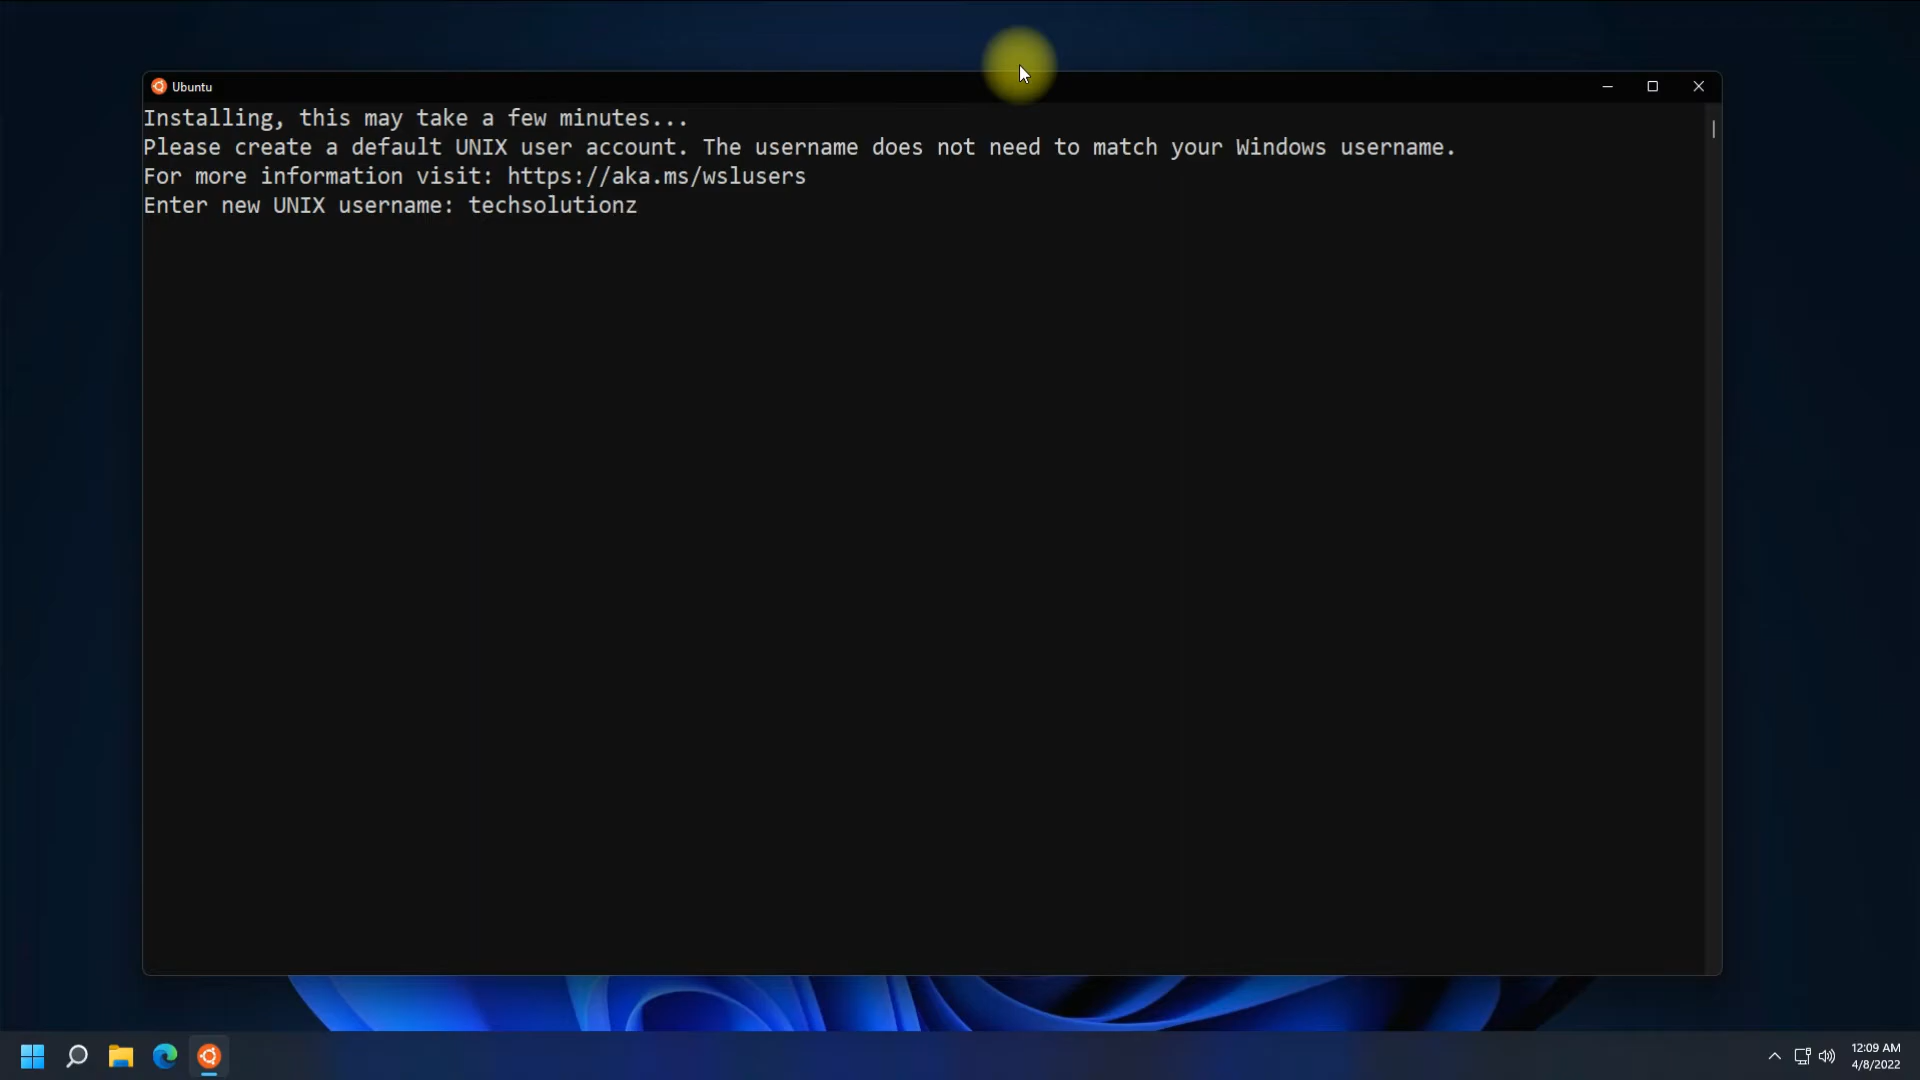 Ubuntu
Installing, this may take a few minutes...
Please create a default UNIX user account. The username does not need to match your Windows username.
For more information visit: https://aka.ms/wslusers
Enter new UNIX username: techsolutionz
12:09 AM
4/8/2022